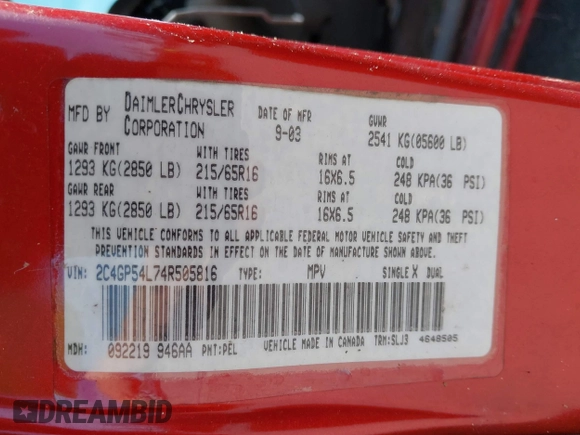 MFD BY DAIMLERCHRYSLER CORPORATION
DATE OF MFR 9-03
GVWR 2541 KG(05600 LB)
GAWR FRONT WITH TIRES RIMS AT COLD
1293 KG(2850 LB) 215/65R16 16X6.5 248 KPA(36 PSI)
GAWR REAR WITH TIRES RIMS AT COLD
1293 KG(2850 LB) 215/65R16 16X6.5 248 KPA(36 PSI)
THIS VEHICLE CONFORMS TO ALL APPLICABLE FEDERAL MOTOR VEHICLE SAFETY AND THEFT
PREVENTION STANDARDS IN EFFECT ON THE DATE OF MANUFACTURE SHOWN ABOVE.
VIN: 2C4GP54L74R505816 TYPE: MPV SINGLE X DUAL
MDH: 092219 946AA PNT:PEL VEHICLE MADE IN CANADA TRM:SLJ3 4648505
DREAMBID